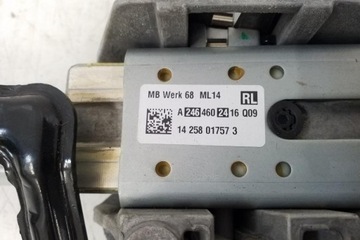 MB Werk 68 ML14 RL
A 246 460 24 16 Q09
14 258 01757 3